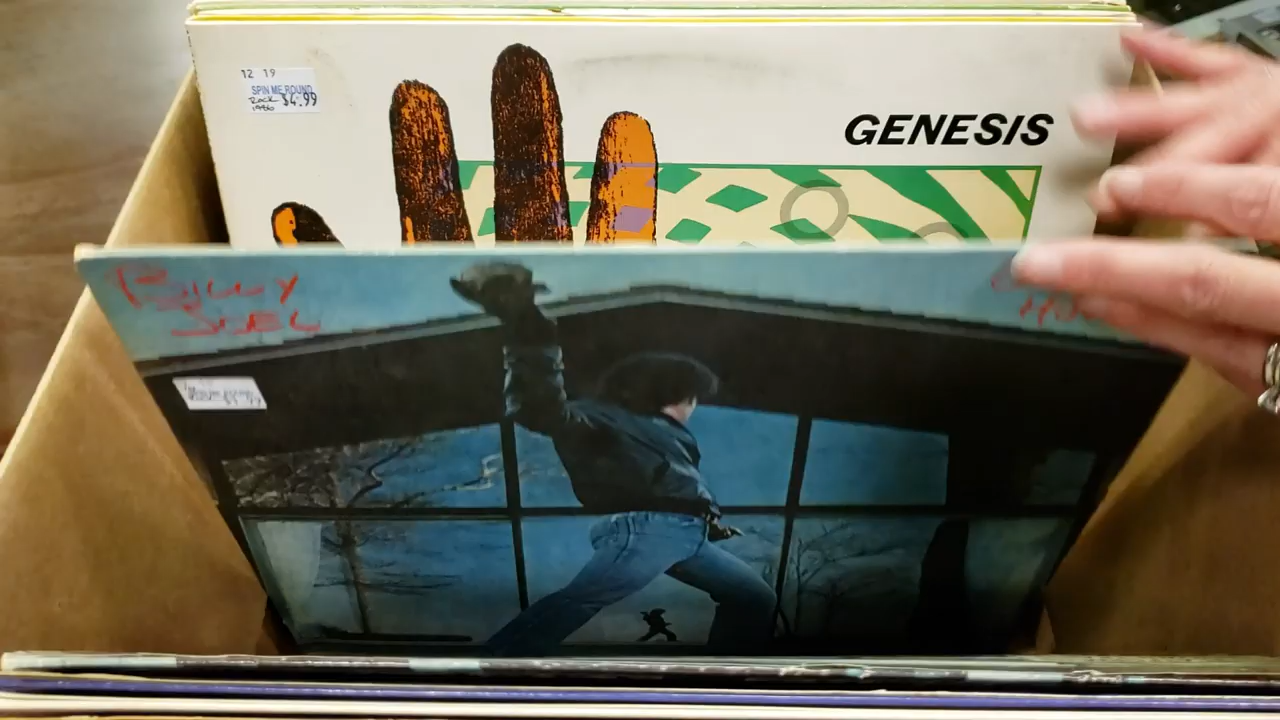 12 19
SPIN ME ROUND
Rock $4.99
1986
GENESIS
BILLY
JOEL